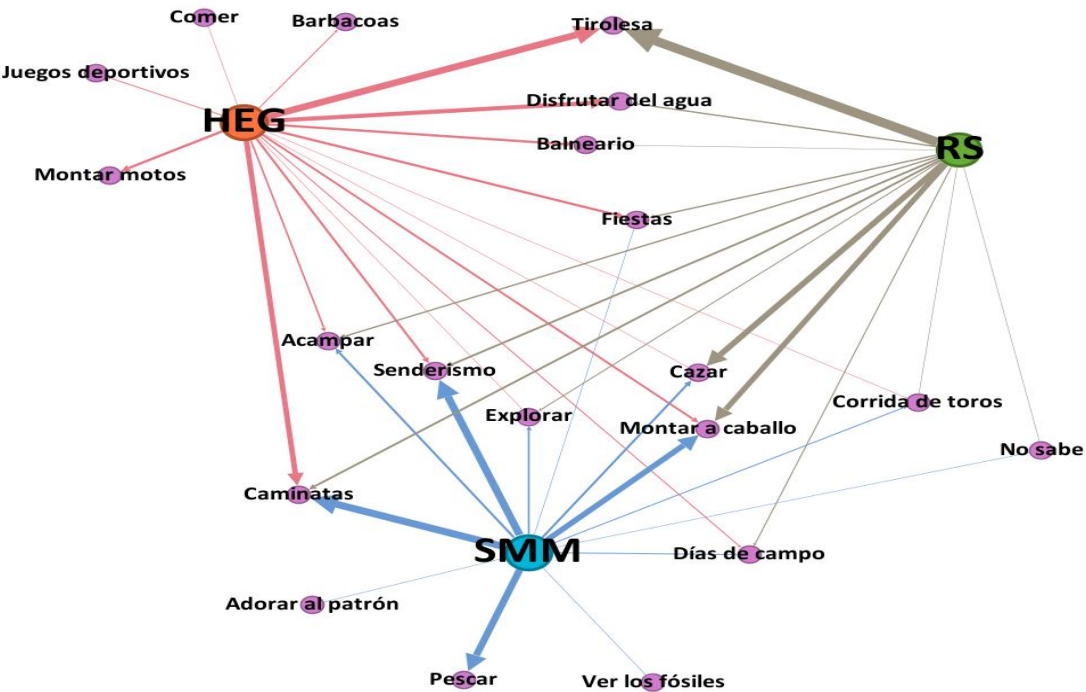 Comer
Barbacoas
Tirolesa
Juegos deportivos
Disfrutar del agua
HEG
Balneario
RS
Montar motos
Fiestas
Acampar
Senderismo
Cazar
Explorar
Corrida de toros
Montar a caballo
No sabe
Caminatas
SMM
Días de campo
Adorar al patrón
Pescar
Ver los fósiles